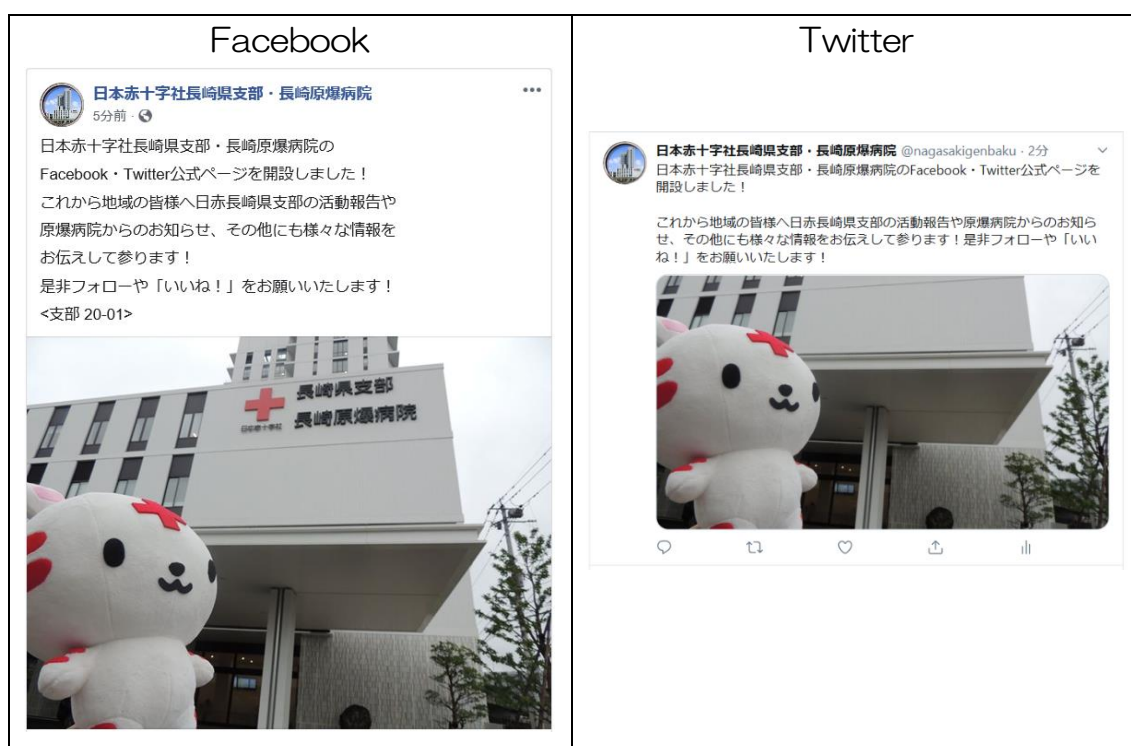 Facebook
日本赤十字社長崎県支部・長崎原爆病院
5分前
日本赤十字社長崎県支部・長崎原爆病院の
Facebook・Twitter公式ページを開設しました！
これから地域の皆様へ日赤長崎県支部の活動報告や
原爆病院からのお知らせ、その他にも様々な情報を
お伝えして参ります！
是非フォローや「いいね！」をお願いいたします！
<支部 20-01>
長崎県支部
長崎原爆病院
日本赤十字社
Twitter
日本赤十字社長崎県支部・長崎原爆病院 @nagasakigenbaku · 2分
日本赤十字社長崎県支部・長崎原爆病院のFacebook・Twitter公式ページを
開設しました！
これから地域の皆様へ日赤長崎県支部の活動報告や原爆病院からのお知ら
せ、その他にも様々な情報をお伝えして参ります！是非フォローや「いい
ね！」をお願いいたします！